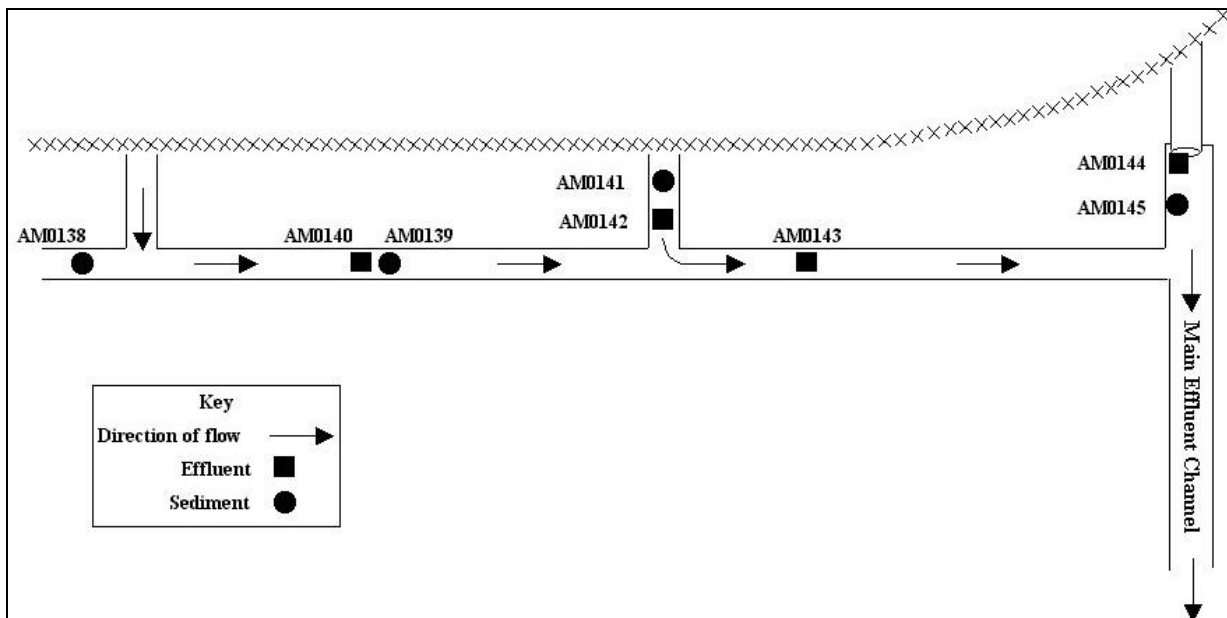 AM0144
AM0141
AM0142
AM0145
AM0138
AM0140
AM0139
AM0143
Main Effluent Channel
Key
Direction of flow
Effluent
Sediment